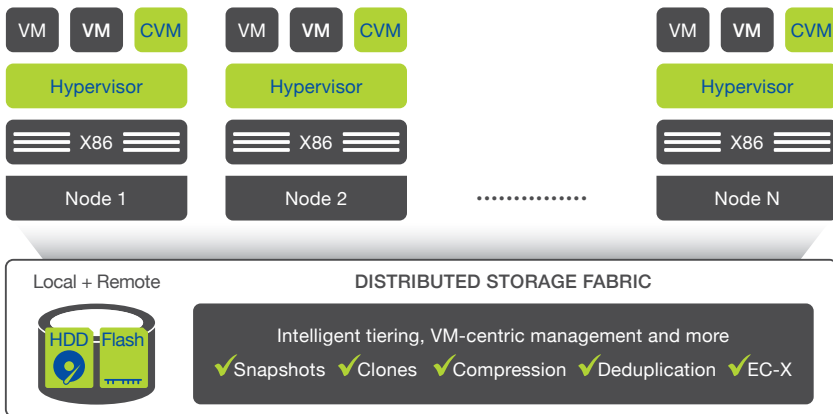 VM VM CVM VM VM CVM VM VM CVM
Hypervisor Hypervisor Hypervisor
X86 X86 X86
Node 1 Node 2 Node N
Local + Remote DISTRIBUTED STORAGE FABRIC
Intelligent tiering, VM-centric management and more
HDD Flash
Snapshots Clones Compression Deduplication EC-X